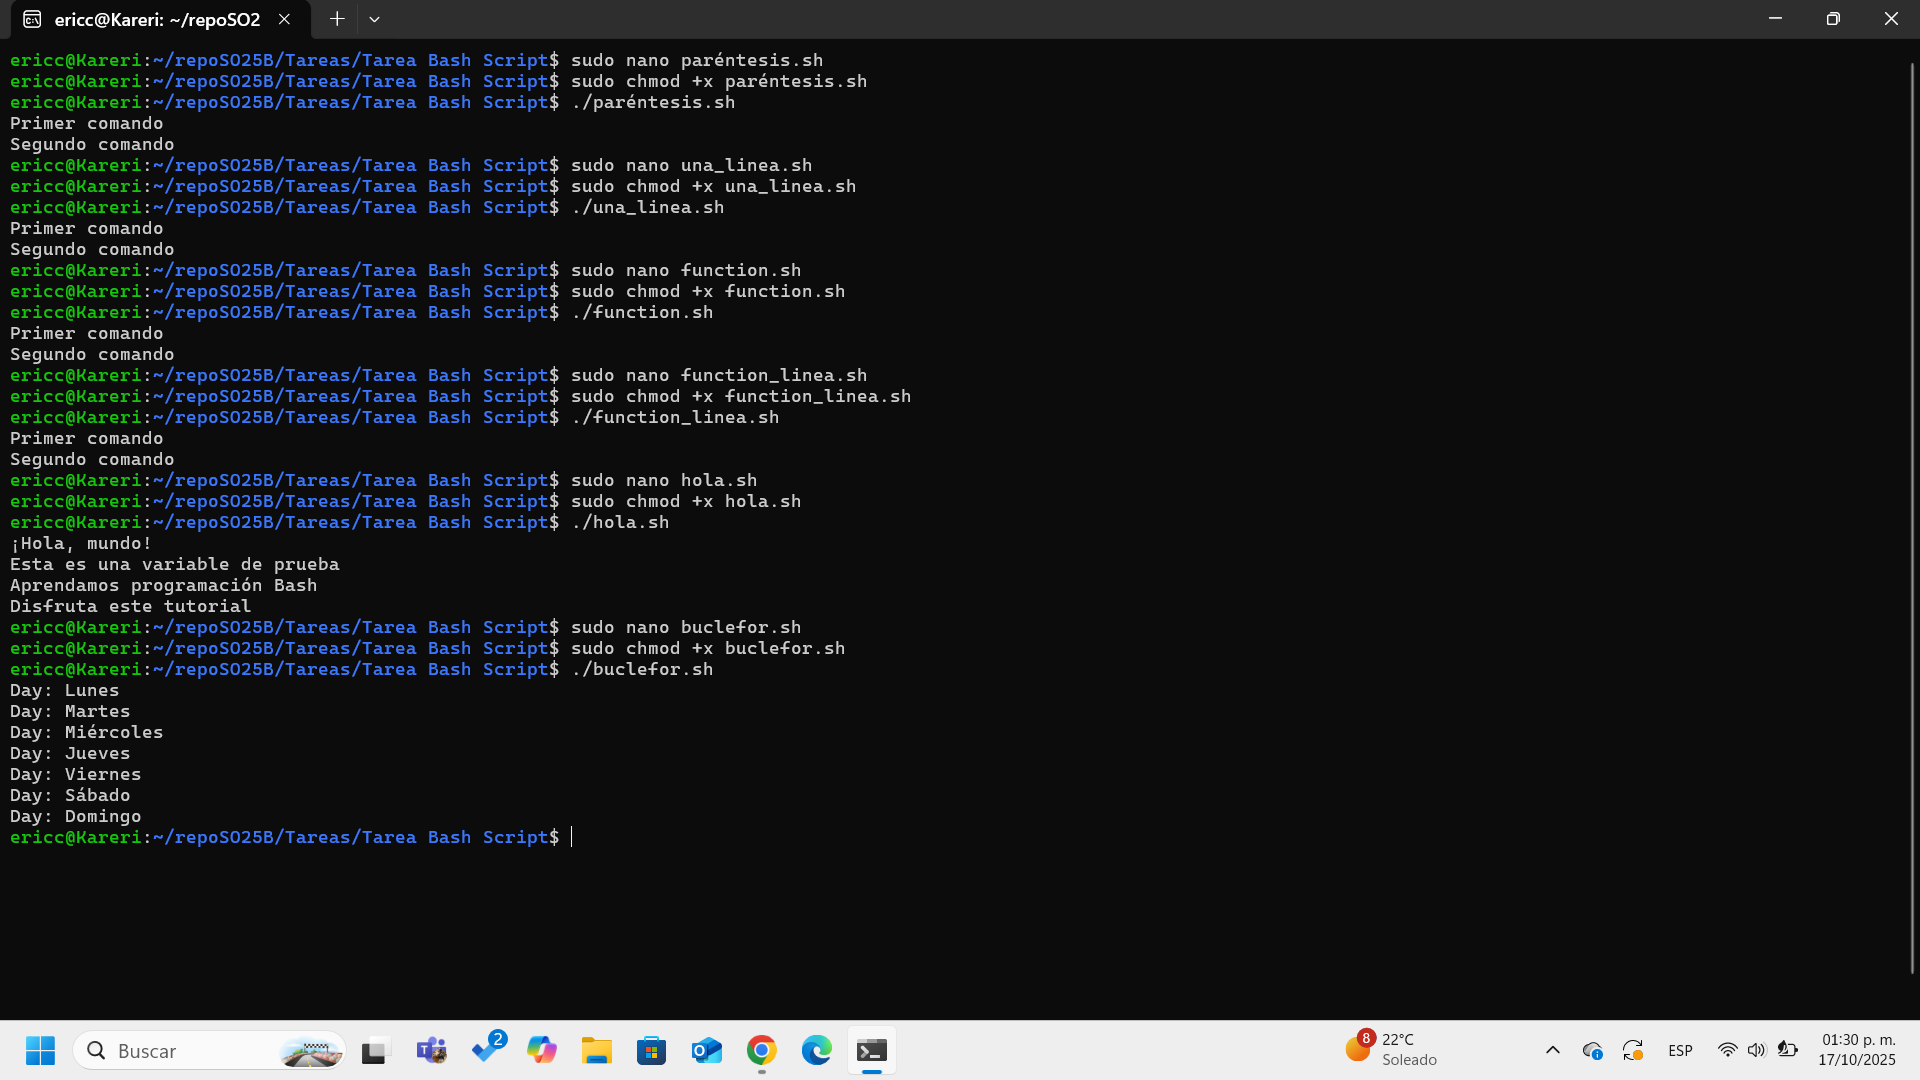 ericc@Kareri: ~/repoSO2
ericc@Kareri:~/repoSO25B/Tareas/Tarea Bash Script$ sudo nano paréntesis.sh
ericc@Kareri:~/repoSO25B/Tareas/Tarea Bash Script$ sudo chmod +x paréntesis.sh
ericc@Kareri:~/repoSO25B/Tareas/Tarea Bash Script$ ./paréntesis.sh
Primer comando
Segundo comando
ericc@Kareri:~/repoSO25B/Tareas/Tarea Bash Script$ sudo nano una_linea.sh
ericc@Kareri:~/repoSO25B/Tareas/Tarea Bash Script$ sudo chmod +x una_linea.sh
ericc@Kareri:~/repoSO25B/Tareas/Tarea Bash Script$ ./una_linea.sh
Primer comando
Segundo comando
ericc@Kareri:~/repoSO25B/Tareas/Tarea Bash Script$ sudo nano function.sh
ericc@Kareri:~/repoSO25B/Tareas/Tarea Bash Script$ sudo chmod +x function.sh
ericc@Kareri:~/repoSO25B/Tareas/Tarea Bash Script$ ./function.sh
Primer comando
Segundo comando
ericc@Kareri:~/repoSO25B/Tareas/Tarea Bash Script$ sudo nano function_linea.sh
ericc@Kareri:~/repoSO25B/Tareas/Tarea Bash Script$ sudo chmod +x function_linea.sh
ericc@Kareri:~/repoSO25B/Tareas/Tarea Bash Script$ ./function_linea.sh
Primer comando
Segundo comando
ericc@Kareri:~/repoSO25B/Tareas/Tarea Bash Script$ sudo nano hola.sh
ericc@Kareri:~/repoSO25B/Tareas/Tarea Bash Script$ sudo chmod +x hola.sh
ericc@Kareri:~/repoSO25B/Tareas/Tarea Bash Script$ ./hola.sh
¡Hola, mundo!
Esta es una variable de prueba
Aprendamos programación Bash
Disfruta este tutorial
ericc@Kareri:~/repoSO25B/Tareas/Tarea Bash Script$ sudo nano buclefor.sh
ericc@Kareri:~/repoSO25B/Tareas/Tarea Bash Script$ sudo chmod +x buclefor.sh
ericc@Kareri:~/repoSO25B/Tareas/Tarea Bash Script$ ./buclefor.sh
Day: Lunes
Day: Martes
Day: Miércoles
Day: Jueves
Day: Viernes
Day: Sábado
Day: Domingo
ericc@Kareri:~/repoSO25B/Tareas/Tarea Bash Script$
Buscar
2
8
22°C
Soleado
ESP
01:30 p. m.
17/10/2025